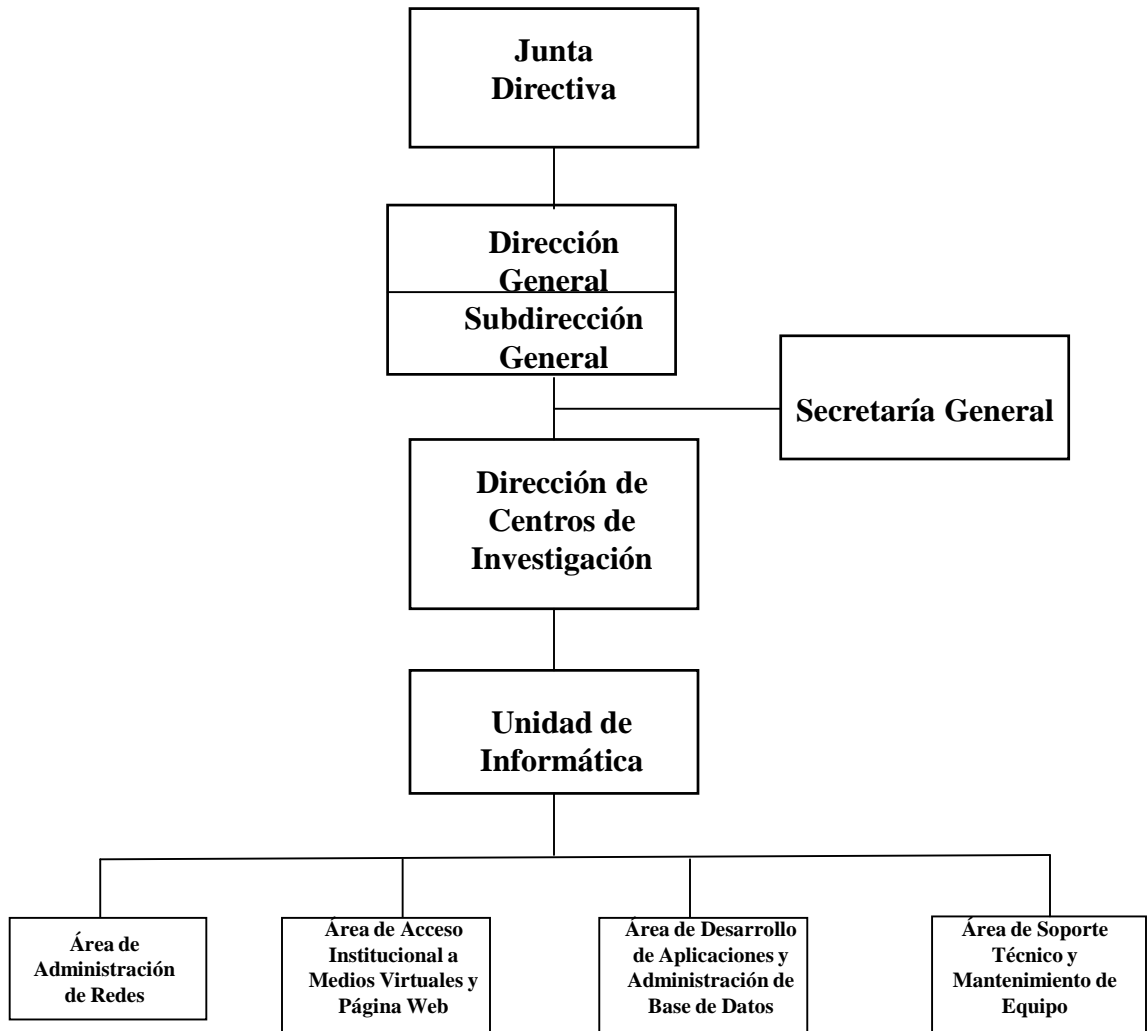 Junta
Directiva
Dirección
General
Subdirección
General
Secretaría General
Dirección de
Centros de
Investigación
Unidad de
Informática
Área de
Administración
de Redes
Área de Acceso
Institucional a
Medios Virtuales y
Página Web
Área de Desarrollo
de Aplicaciones y
Administración de
Base de Datos
Área de Soporte
Técnico y
Mantenimiento de
Equipo